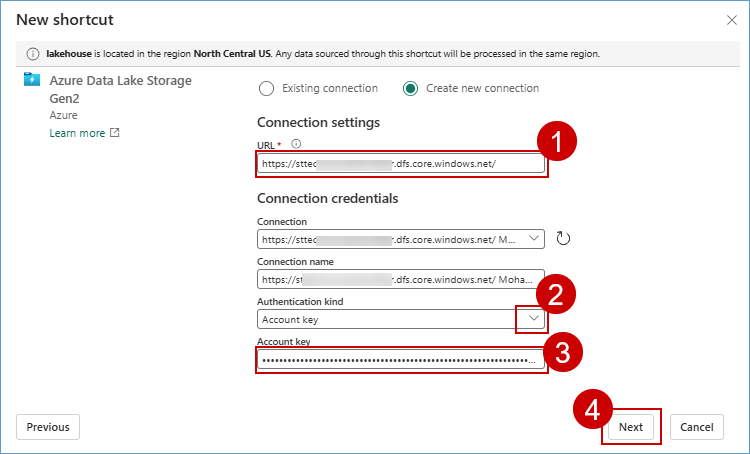 New shortcut
lakehouse is located in the region North Central US. Any data sourced through this shortcut will be processed in the same region.
Azure Data Lake Storage
Gen2
Azure
Learn more
Existing connection
Create new connection
Connection settings
URL *
1
https://sttec r.dfs.core.windows.net/
Connection credentials
Connection
https://sttec r.dfs.core.windows.net/ M...
Connection name
https://st r.dfs.core.windows.net/ Moha...
2
Authentication kind
Account key
Account key
3
••••••••••••••••••••••••••••••••••••••••••••••••••••••••••••••••...
4
Previous
Next
Cancel